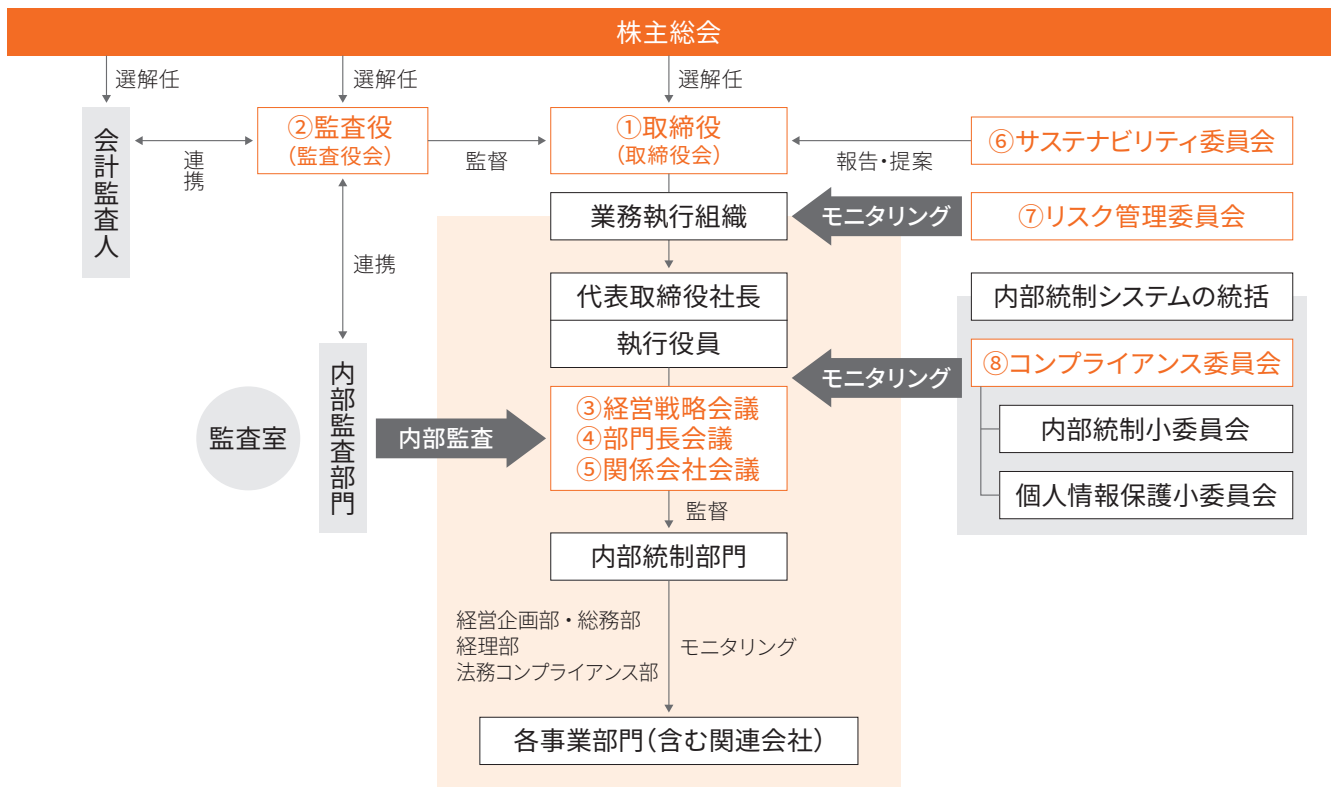 株主総会
選解任
選解任
選解任
会計監査人
連携
②監査役
(監査役会)
監督
①取締役
(取締役会)
報告・提案
⑥サステナビリティ委員会
業務執行組織
モニタリング
⑦リスク管理委員会
連携
代表取締役社長
執行役員
内部統制システムの統括
モニタリング
⑧コンプライアンス委員会
内部統制小委員会
個人情報保護小委員会
監査室
内部監査部門
内部監査
③経営戦略会議
④部門長会議
⑤関係会社会議
監督
内部統制部門
経営企画部・総務部
経理部
法務コンプライアンス部
モニタリング
各事業部門(含む関連会社)